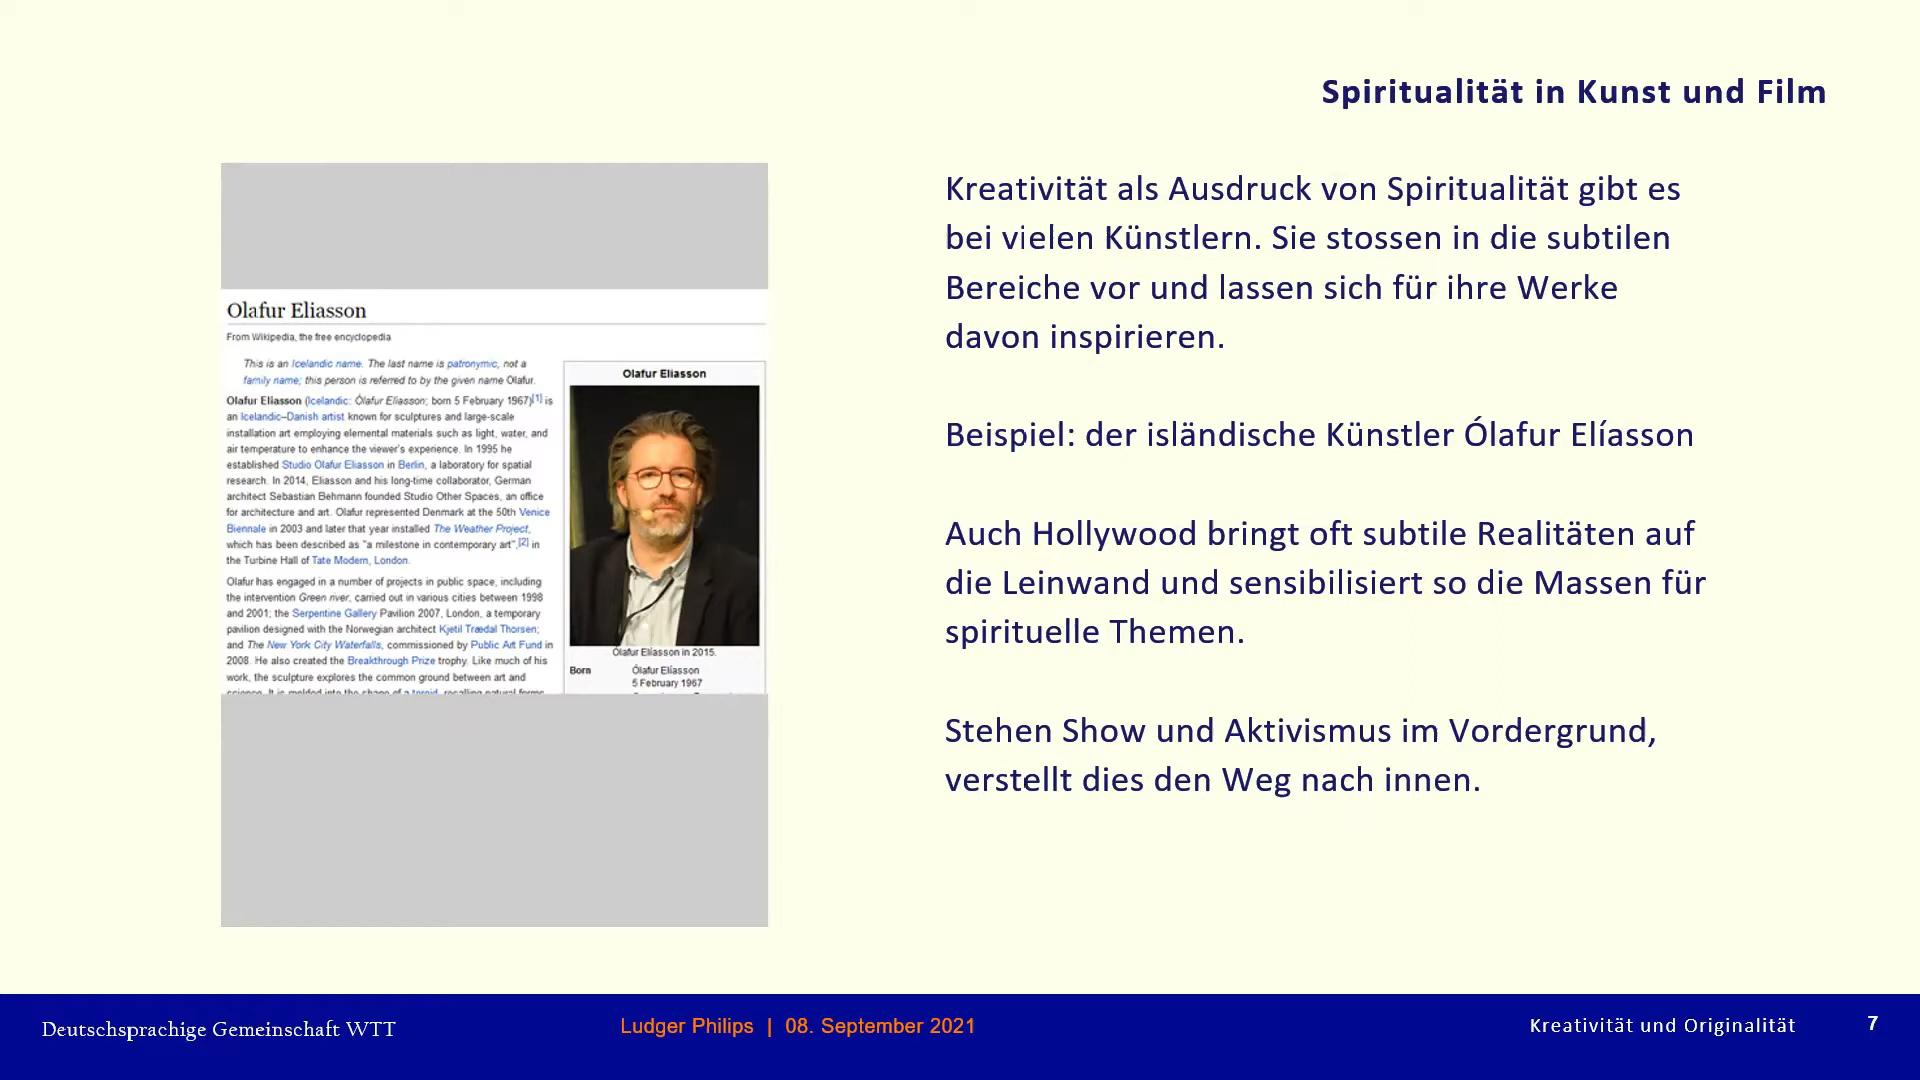 Spiritualität in Kunst und Film
Olafur Eliasson
From Wikipedia, the free encyclopedia
This is an Icelandic name. The last name is patronymic, not a
family name; this person is referred to by the given name Olafur.
Olafur Eliasson (Icelandic: Ólafur Elíasson; born 5 February 1967)[1] is
an Icelandic–Danish artist known for sculptures and large-scale
installation art employing elemental materials such as light, water, and
air temperature to enhance the viewer's experience. In 1995 he
established Studio Olafur Eliasson in Berlin, a laboratory for spatial
research. In 2014, Eliasson and his long-time collaborator, German
architect Sebastian Behmann founded Studio Other Spaces, an office
for architecture and art. Olafur represented Denmark at the 50th Venice
Biennale in 2003 and later that year installed The Weather Project,
which has been described as "a milestone in contemporary art",[2] in
the Turbine Hall of Tate Modern, London.
Olafur has engaged in a number of projects in public space, including
the intervention Green river, carried out in various cities between 1998
and 2001; the Serpentine Gallery Pavilion 2007, London, a temporary
pavilion designed with the Norwegian architect Kjetil Trædal Thorsen;
and The New York City Waterfalls, commissioned by Public Art Fund in
2008. He also created the Breakthrough Prize trophy. Like much of his
work, the sculpture explores the common ground between art and
science. It is molded into the shape of a toroid, recalling natural forms
Olafur Eliasson
Ólafur Elíasson in 2015.
Born Ólafur Elíasson
5 February 1967
Kreativität als Ausdruck von Spiritualität gibt es
bei vielen Künstlern. Sie stossen in die subtilen
Bereiche vor und lassen sich für ihre Werke
davon inspirieren.
Beispiel: der isländische Künstler Ólafur Elíasson
Auch Hollywood bringt oft subtile Realitäten auf
die Leinwand und sensibilisiert so die Massen für
spirituelle Themen.
Stehen Show und Aktivismus im Vordergrund,
verstellt dies den Weg nach innen.
Deutschsprachige Gemeinschaft WTT
Ludger Philips | 08. September 2021
Kreativität und Originalität
7